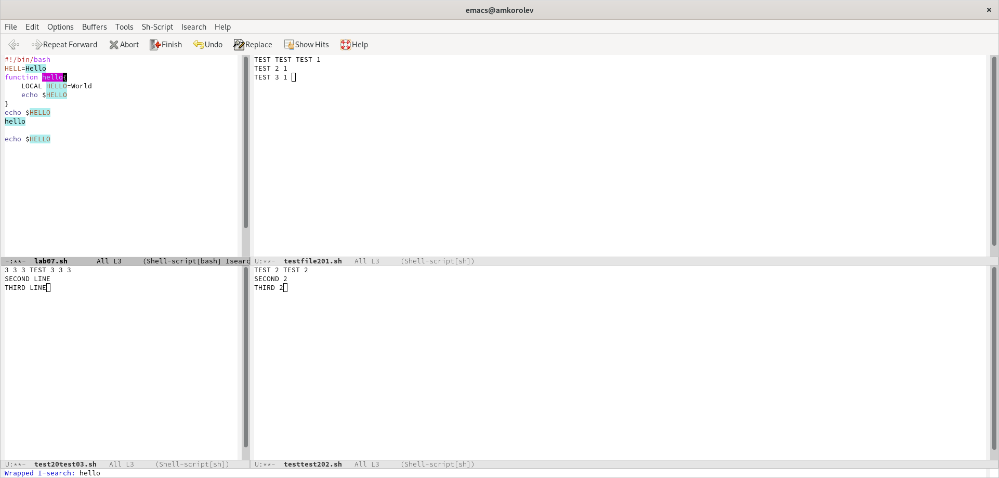 emacs@amkorolev ×
File Edit Options Buffers Tools Sh-Script Isearch Help
Repeat Forward Abort Finish Undo Replace Show Hits Help
#!/bin/bash
HELL=Hello
function hello{
    LOCAL HELLO=World
    echo $HELLO
}
echo $HELLO
hello
echo $HELLO
-:**-  lab07.sh       All L3     (Shell-script[bash] Isearc
TEST TEST TEST 1
TEST 2 1
TEST 3 1
U:**-  testfile201.sh   All L3     (Shell-script[sh])
3 3 3 TEST 3 3 3
SECOND LINE
THIRD LINE
U:**-  test20test03.sh   All L3     (Shell-script[sh])
TEST 2 TEST 2
SECOND 2
THIRD 2
U:**-  testtest202.sh   All L3     (Shell-script[sh])
Wrapped I-search: hello